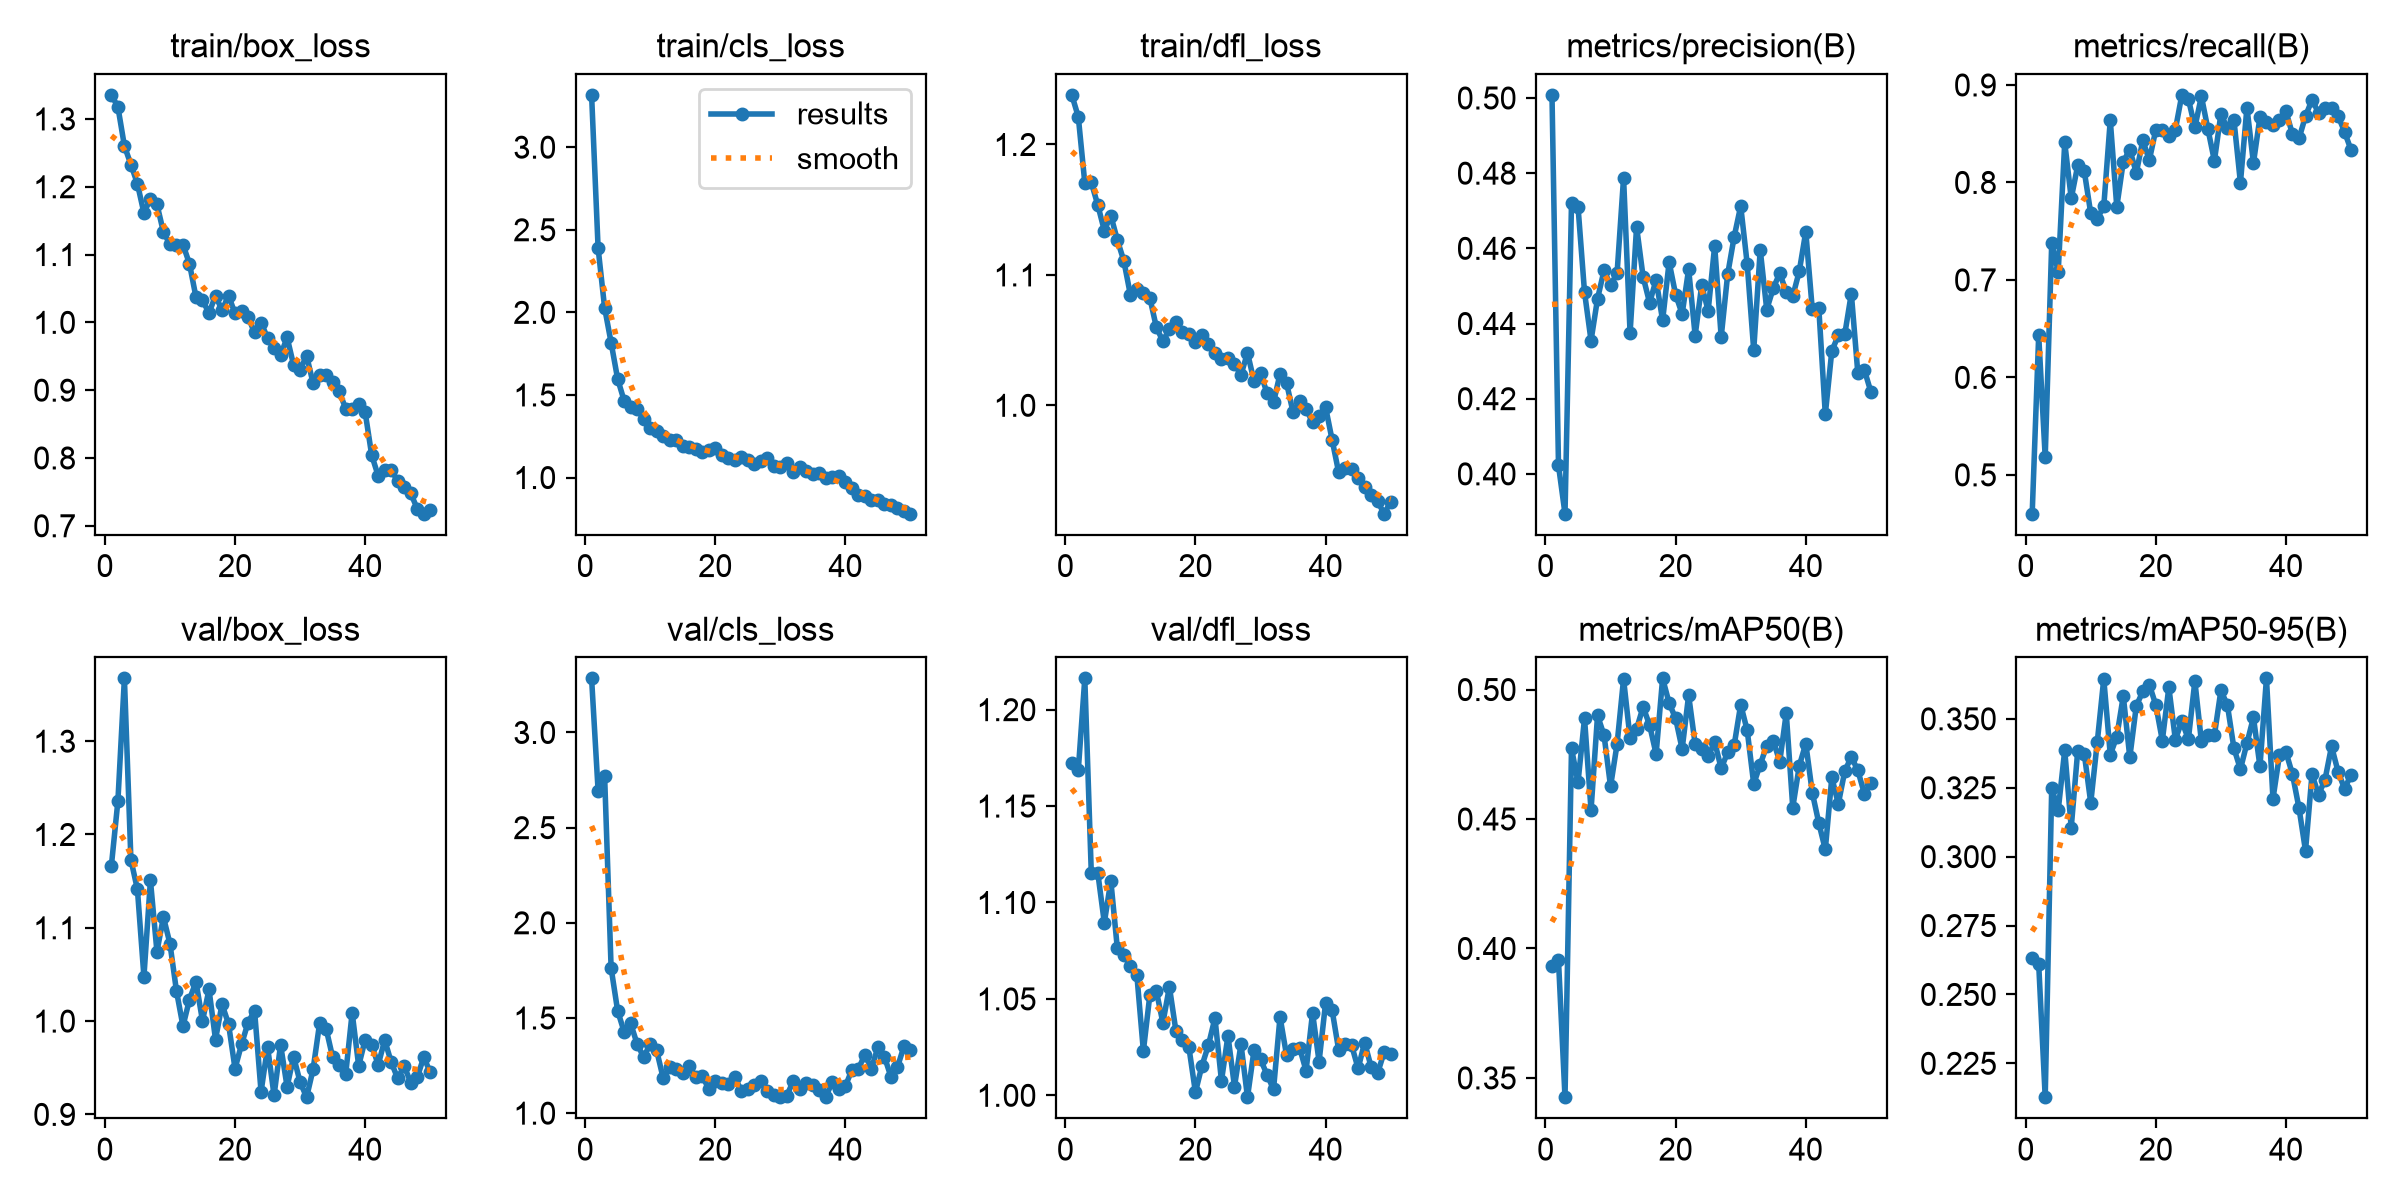 train/box_loss
1.3
1.2
1.1
1.0
0.9
0.8
0.7
0 20 40
train/cls_loss
results
smooth
3.0
2.5
2.0
1.5
1.0
0 20 40
train/dfl_loss
1.2
1.1
1.0
0 20 40
metrics/precision(B)
0.50
0.48
0.46
0.44
0.42
0.40
0 20 40
metrics/recall(B)
0.9
0.8
0.7
0.6
0.5
0 20 40
val/box_loss
1.3
1.2
1.1
1.0
0.9
0 20 40
val/cls_loss
3.0
2.5
2.0
1.5
1.0
0 20 40
val/dfl_loss
1.20
1.15
1.10
1.05
1.00
0 20 40
metrics/mAP50(B)
0.50
0.45
0.40
0.35
0 20 40
metrics/mAP50-95(B)
0.350
0.325
0.300
0.275
0.250
0.225
0 20 40